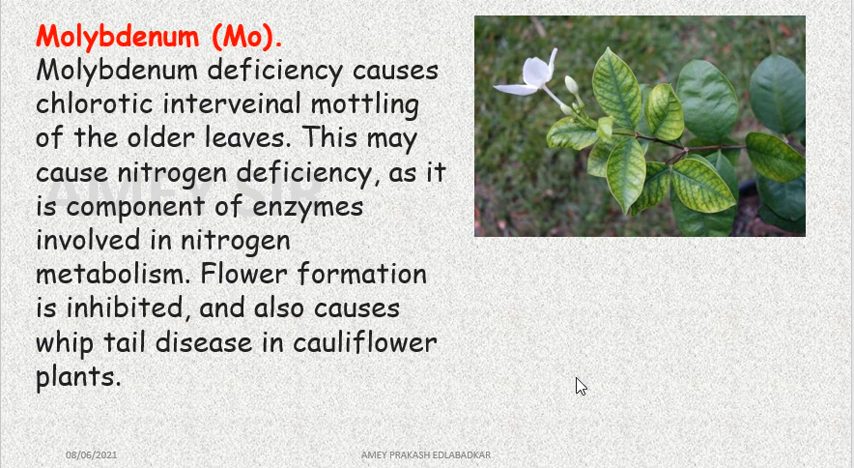 Molybdenum (Mo).
Molybdenum deficiency causes
chlorotic interveinal mottling
of the older leaves. This may
cause nitrogen deficiency, as it
is component of enzymes
involved in nitrogen
metabolism. Flower formation
is inhibited, and also causes
whip tail disease in cauliflower
plants.
08/06/2021
AMEY PRAKASH EDLABADKAR